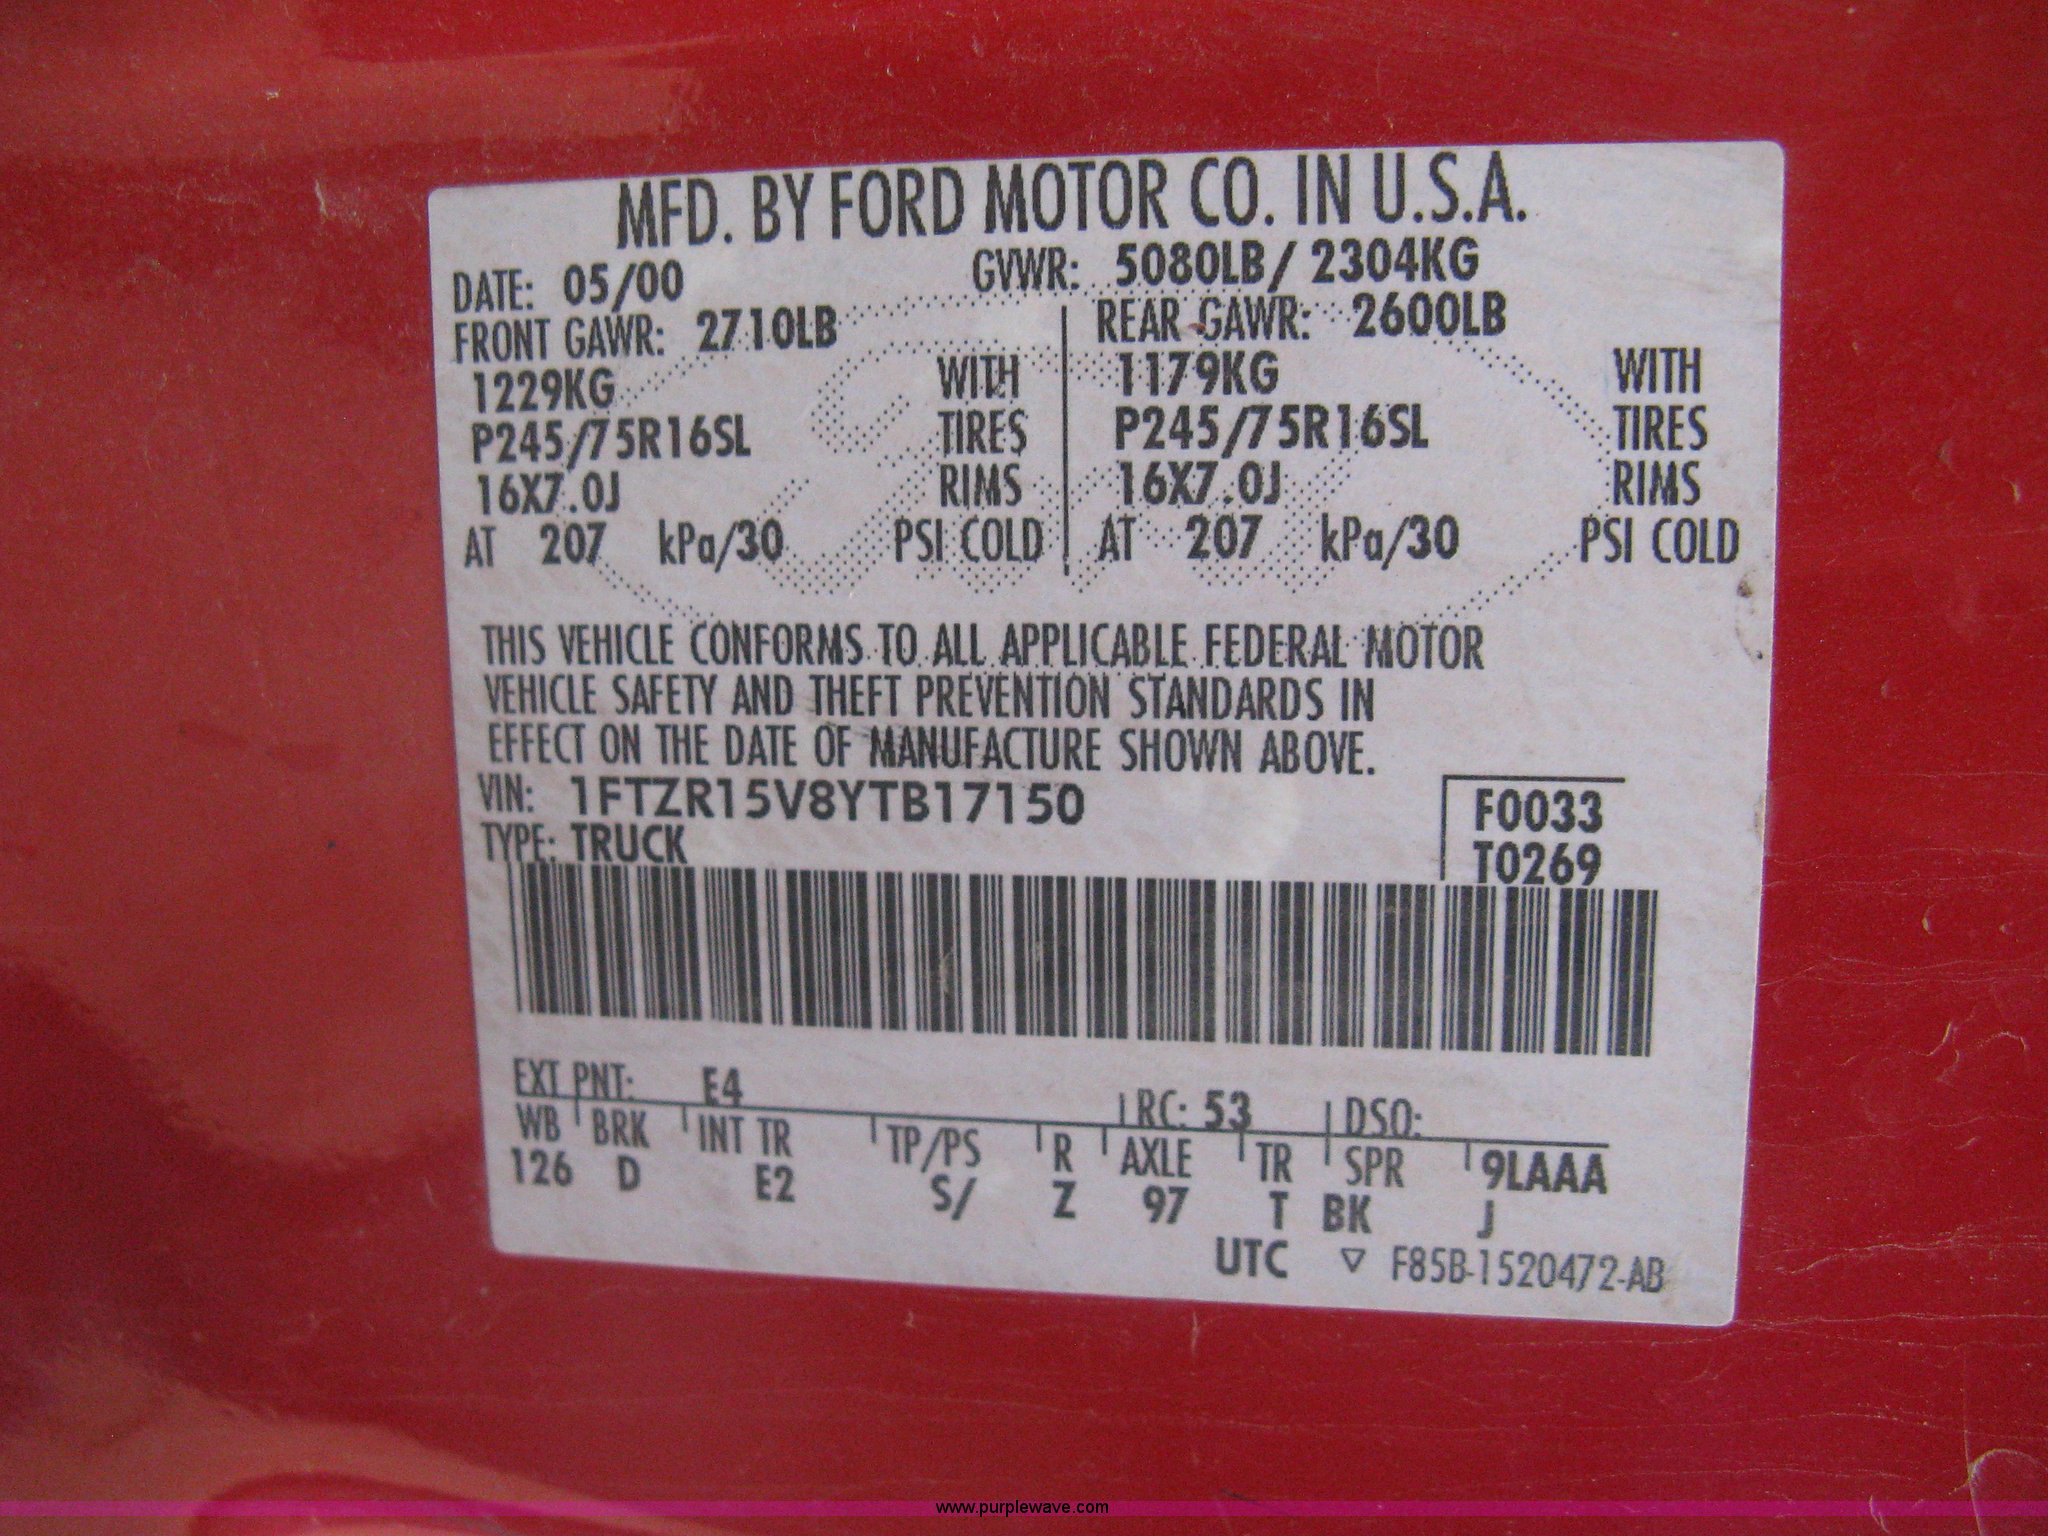 MFD. BY FORD MOTOR CO. IN U.S.A.
DATE: 05/00 GVWR: 5080LB/ 2304KG
FRONT GAWR: 2710LB REAR GAWR: 2600LB
1229KG WITH 1179KG WITH
P245/75R16SL TIRES P245/75R16SL TIRES
16X7.0J RIMS 16X7.0J RIMS
AT 207 kPa/30 PSI COLD AT 207 kPa/30 PSI COLD
THIS VEHICLE CONFORMS TO ALL APPLICABLE FEDERAL MOTOR
VEHICLE SAFETY AND THEFT PREVENTION STANDARDS IN
EFFECT ON THE DATE OF MANUFACTURE SHOWN ABOVE.
VIN: 1FTZR15V8YTB17150 F0033
TYPE: TRUCK T0269
EXT PNT: E4 RC: 53 DSO:
WB BRK INT TR TP/PS R AXLE TR SPR 9LAAA
126 D E2 S/ Z 97 T BK J
UTC ▽ F85B-1520472-AB
www.purplewave.com